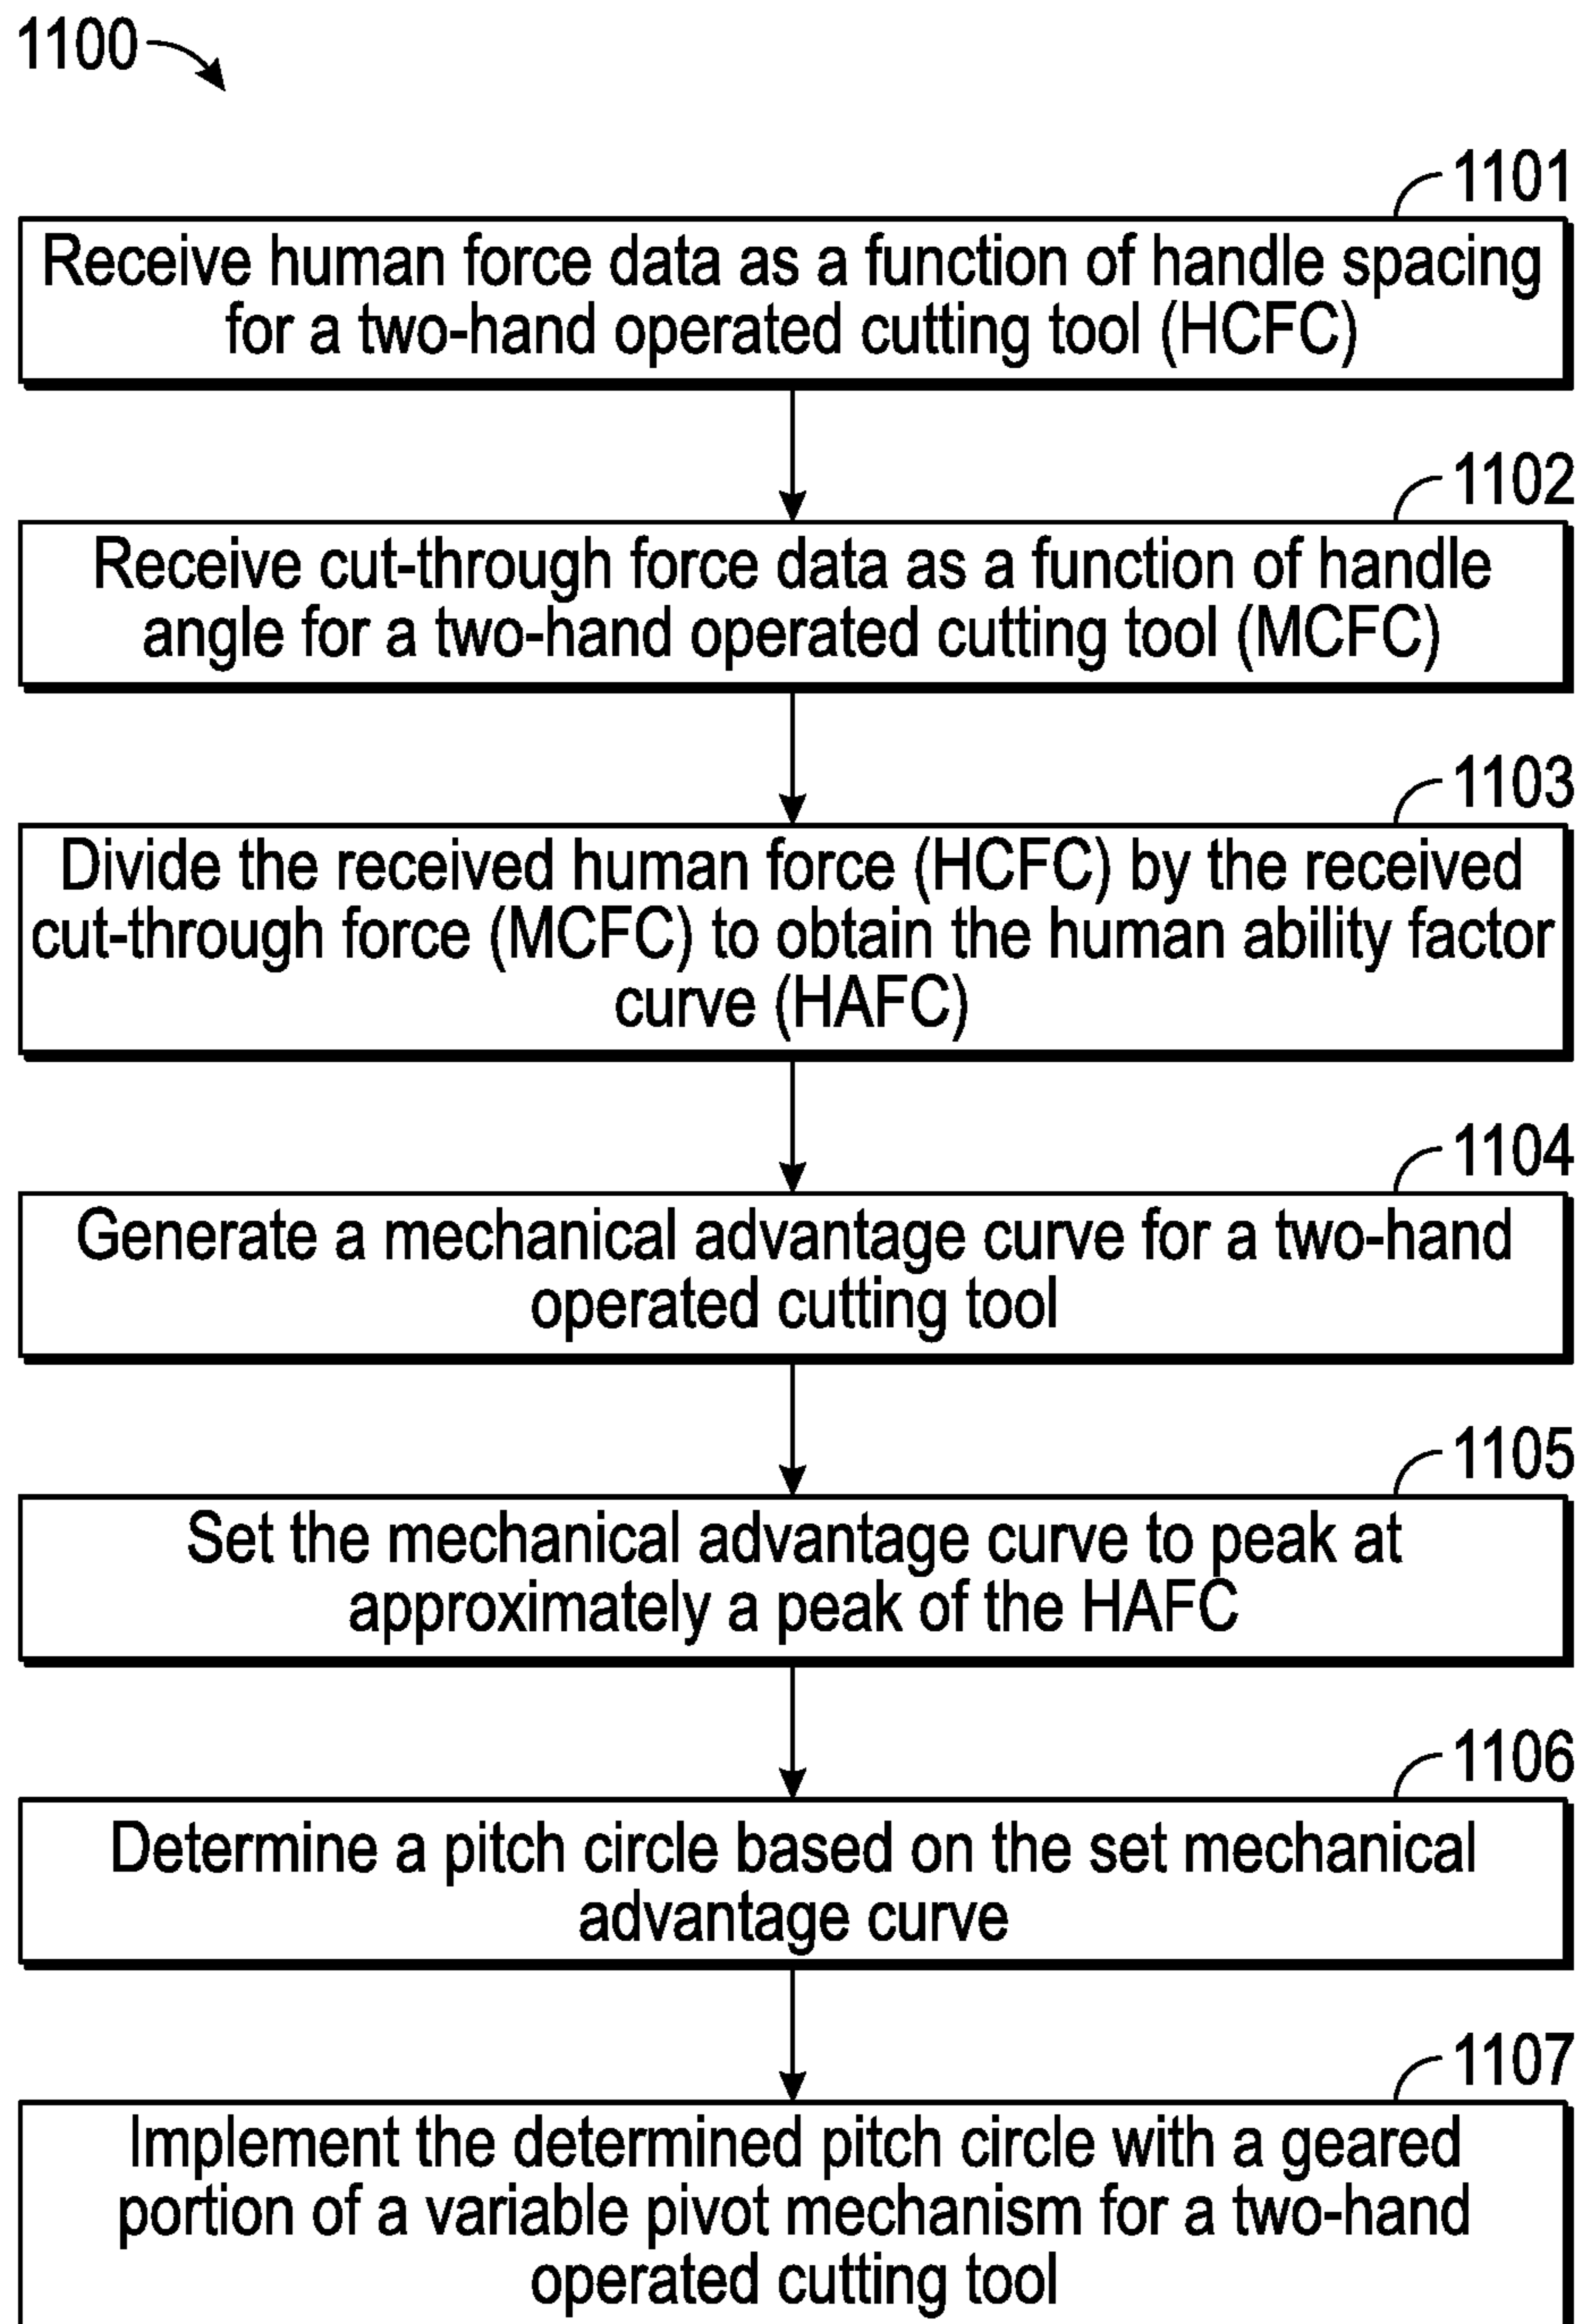 1100
1101
Receive human force data as a function of handle spacing
for a two-hand operated cutting tool (HCFC)
1102
Receive cut-through force data as a function of handle
angle for a two-hand operated cutting tool (MCFC)
1103
Divide the received human force (HCFC) by the received
cut-through force (MCFC) to obtain the human ability factor
curve (HAFC)
1104
Generate a mechanical advantage curve for a two-hand
operated cutting tool
1105
Set the mechanical advantage curve to peak at
approximately a peak of the HAFC
1106
Determine a pitch circle based on the set mechanical
advantage curve
1107
Implement the determined pitch circle with a geared
portion of a variable pivot mechanism for a two-hand
operated cutting tool